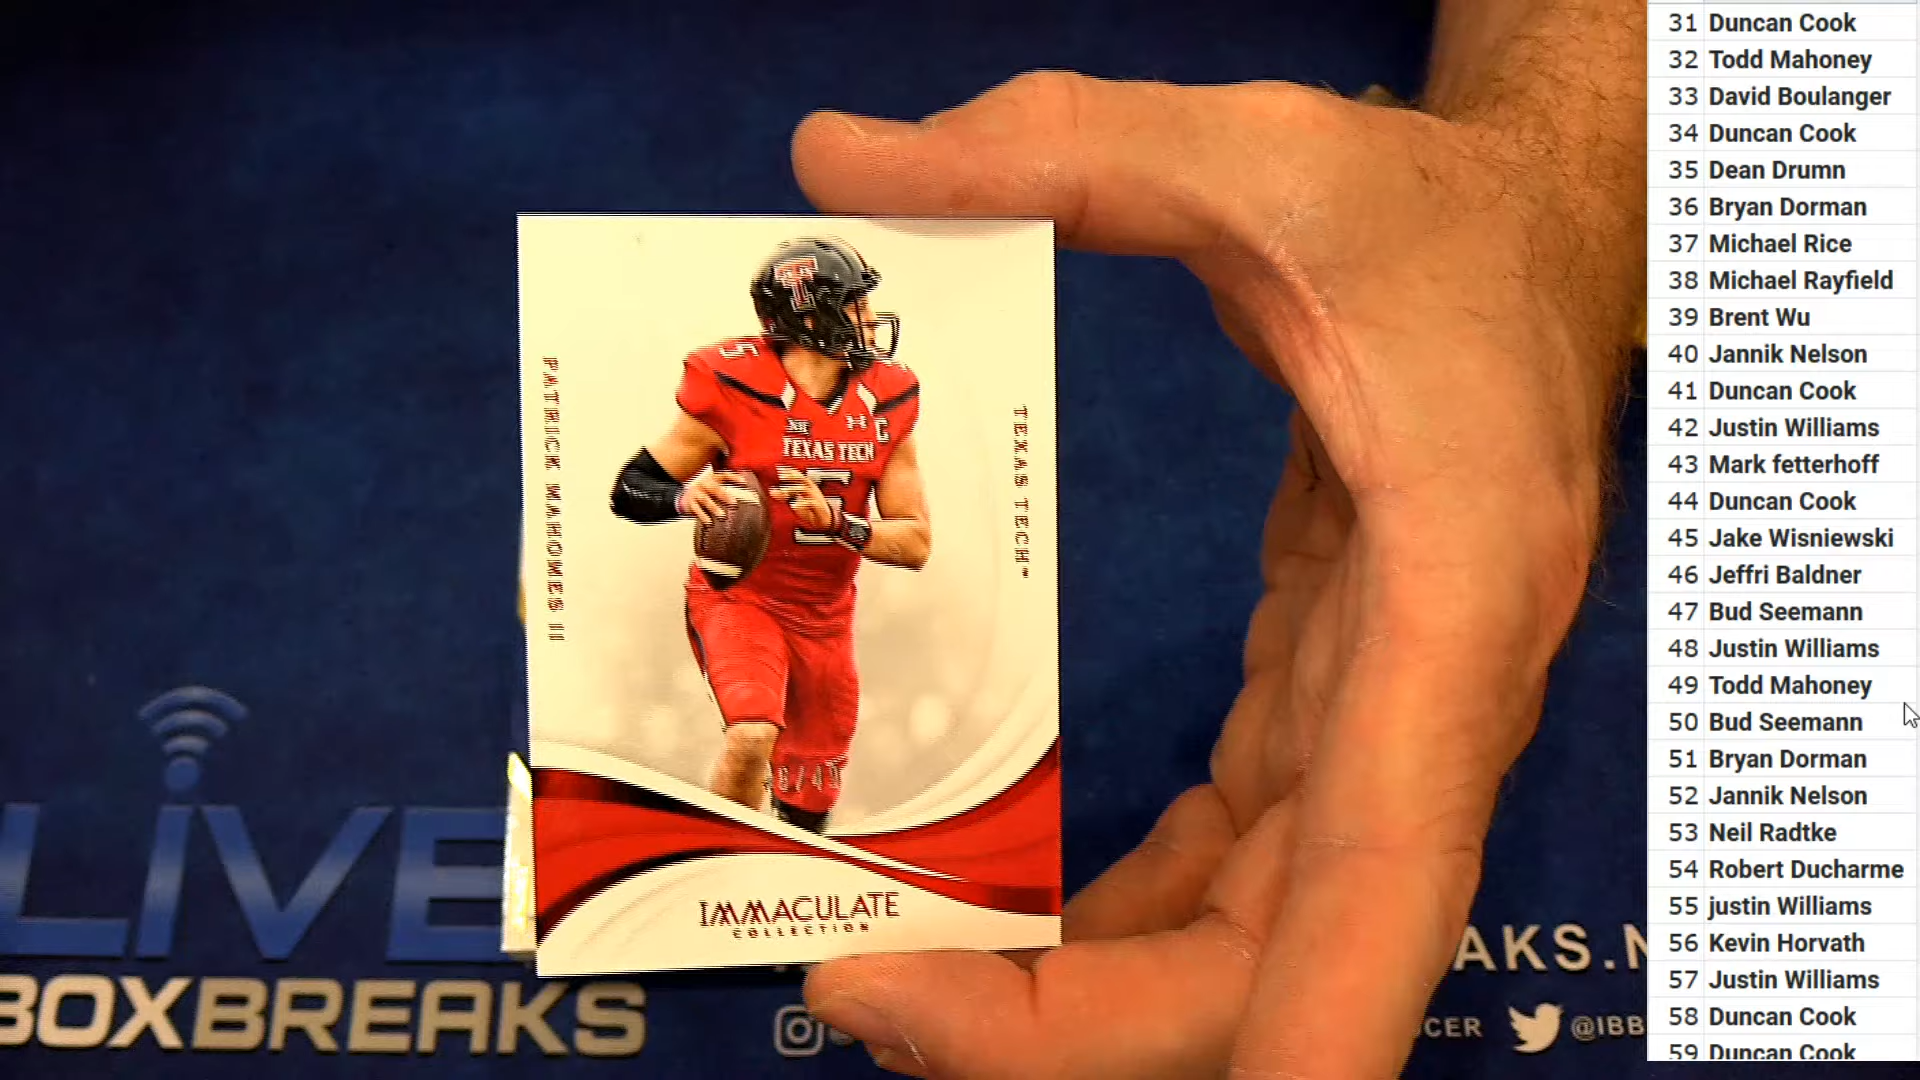 31 Duncan Cook
32 Todd Mahoney
33 David Boulanger
34 Duncan Cook
35 Dean Drumn
36 Bryan Dorman
37 Michael Rice
38 Michael Rayfield
39 Brent Wu
40 Jannik Nelson
41 Duncan Cook
42 Justin Williams
43 Mark fetterhoff
44 Duncan Cook
45 Jake Wisniewski
46 Jeffri Baldner
47 Bud Seemann
48 Justin Williams
49 Todd Mahoney
50 Bud Seemann
51 Bryan Dorman
52 Jannik Nelson
53 Neil Radtke
54 Robert Ducharme
55 justin Williams
56 Kevin Horvath
57 Justin Williams
58 Duncan Cook
59 Duncan Cook
PATRICK MAHOMES II
TEXAS TECH™
5
C
TEXAS TECH
5
IMMACULATE
COLLECTION
LiVE
BOXBREAKS
AKS.N
CER
@IBB